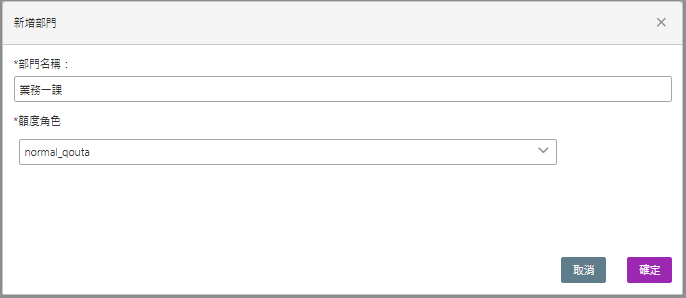 新增部門
*部門名稱：
業務一課
*額度角色
normal_qouta
取消
確定